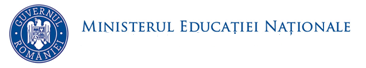 GUVERNUL
ROMÂNIEI
MINISTERUL EDUCAȚIEI NAȚIONALE